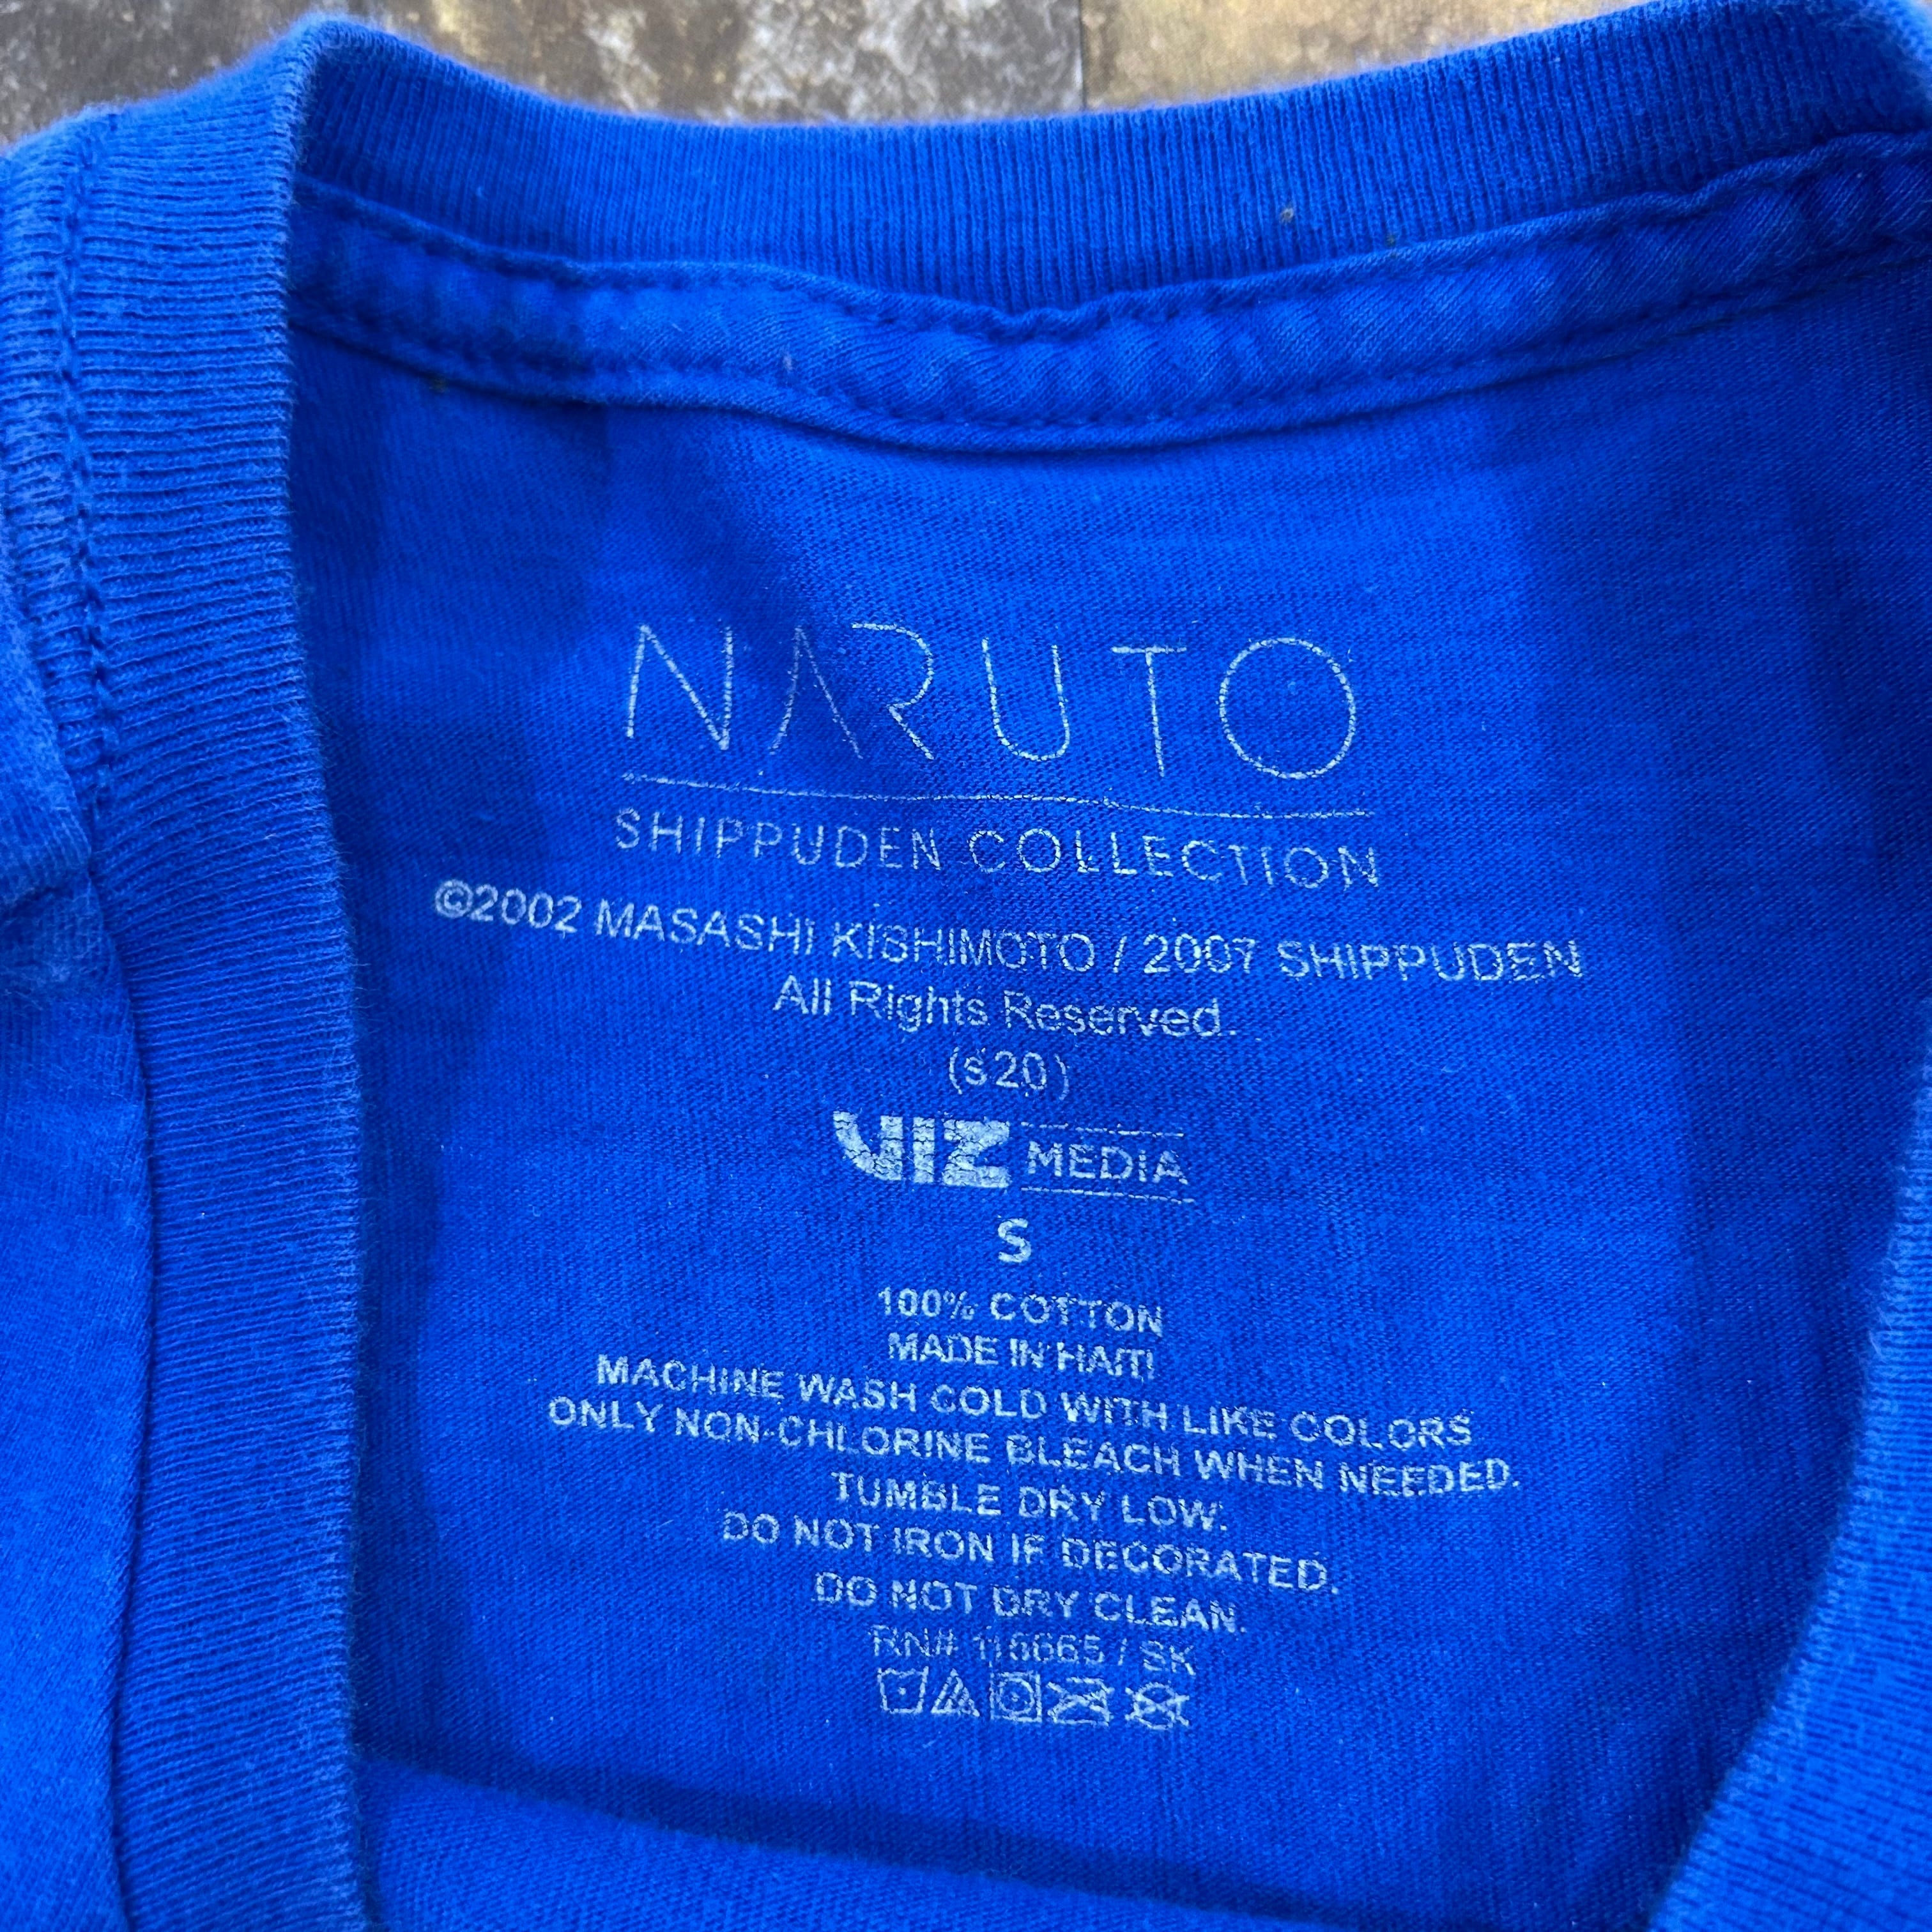 NARUTO
SHIPPUDEN COLLECTION
©2002 MASASHI KISHIMOTO / 2007 SHIPPUDEN
All Rights Reserved.
(s20)
VIZ MEDIA
S
100% COTTON
MADE IN HAITI
MACHINE WASH COLD WITH LIKE COLORS
ONLY NON-CHLORINE BLEACH WHEN NEEDED.
TUMBLE DRY LOW.
DO NOT IRON IF DECORATED.
DO NOT DRY CLEAN.
RN# / SK